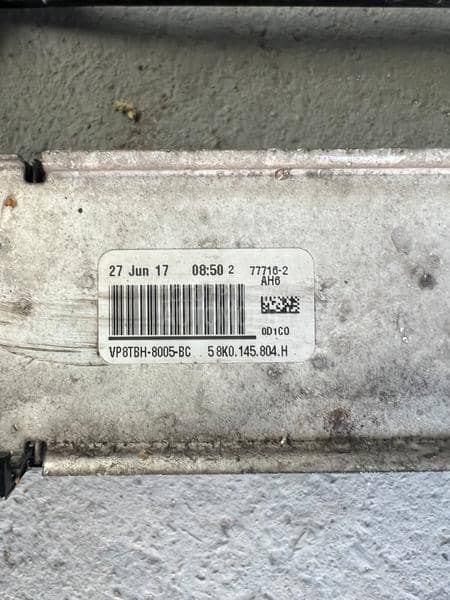 27 Jun 17 08:50 2 77716-2
AH6
0D1C0
VP8TBH-8005-BC 5 8K0.145.804.H